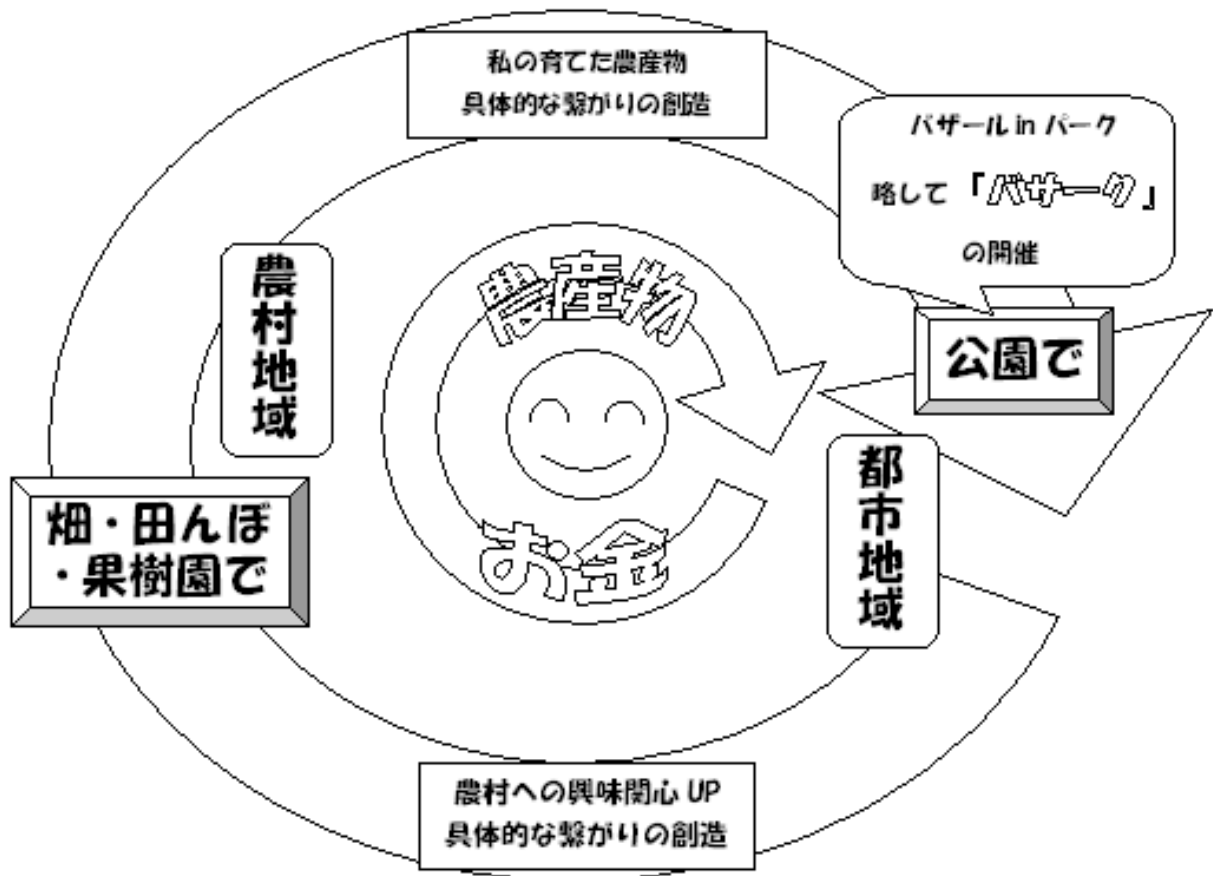 私の育てた農産物
具体的な繋がりの創造
バザール in パーク
略して「バサーク」
の開催
農産物
農村地域
公園で
都市地域
畑・田んぼ
・果樹園で
お金
農村への興味関心 UP
具体的な繋がりの創造